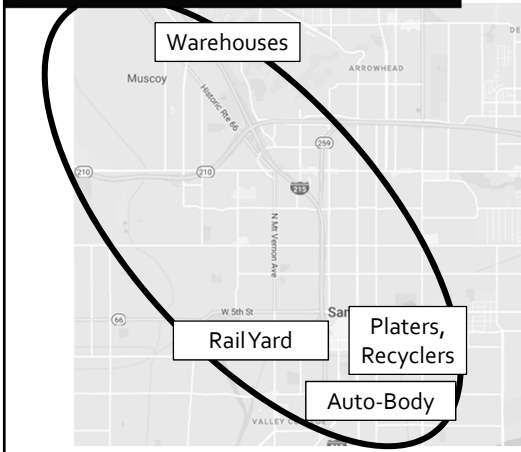 Warehouses
ARROWHEAD
Muscoy
Historic Rte 66
259
210
210
215
N Mt Vernon Ave
W 5th St
San
66
Rail Yard
Platers,
Recyclers
Auto-Body
VALLEY CO